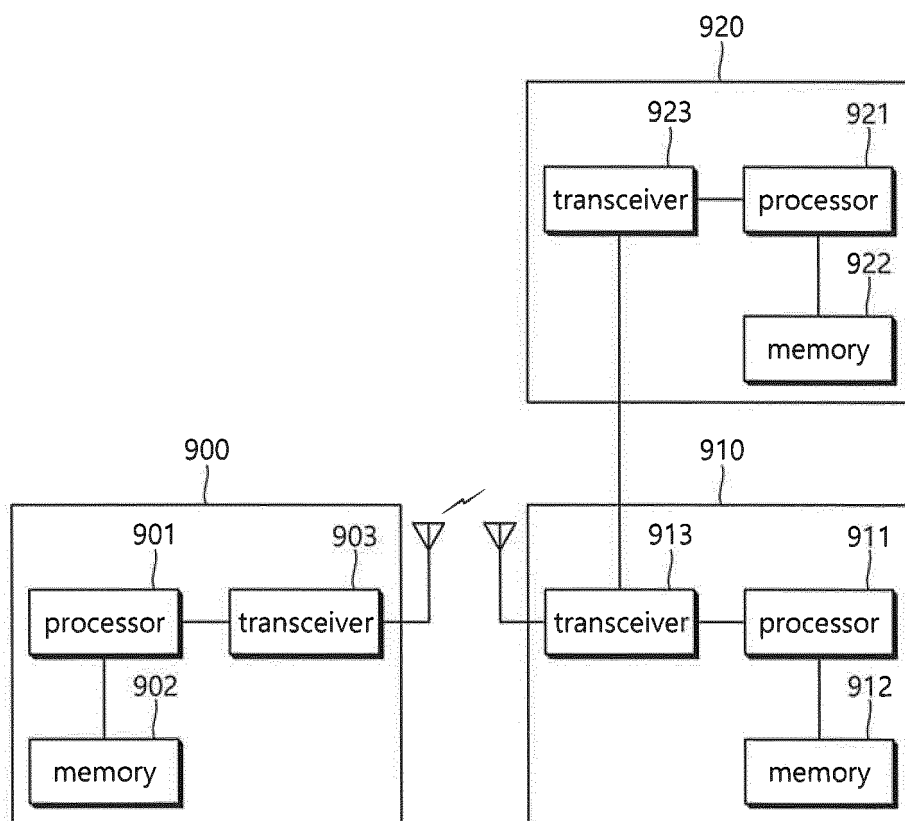 920
923 921
transceiver processor
922
memory
900 910
901 903 913 911
processor transceiver transceiver processor
902 912
memory memory